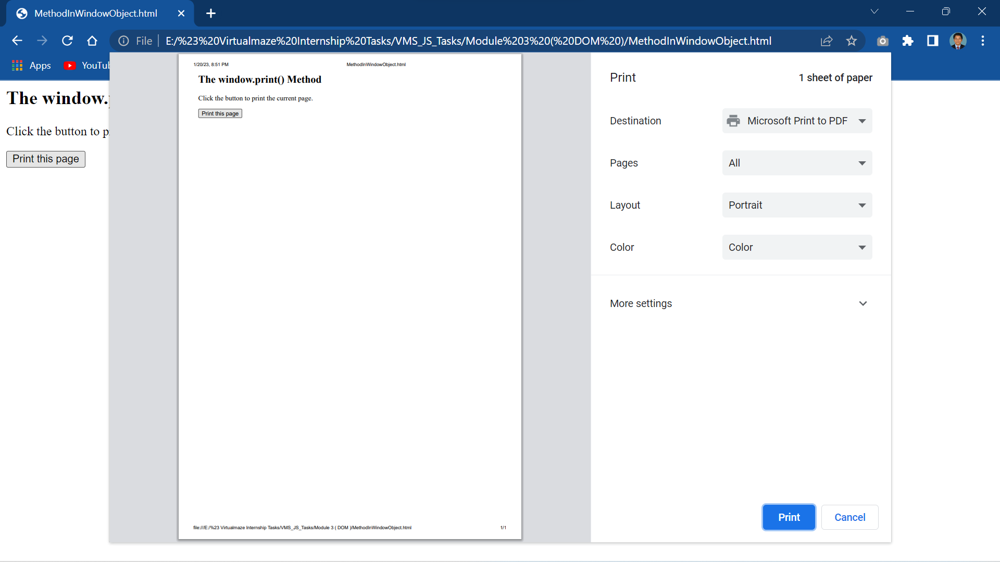 MethodInWindowObject.html
File
E:/%23%20Virtualmaze%20Internship%20Tasks/VMS_JS_Tasks/Module%203%20(%20DOM%20)/MethodInWindowObject.html
Apps
YouTub
The window.p
Click the button to p
Print this page
1/20/23, 8:51 PM
MethodInWindowObject.html
The window.print() Method
Click the button to print the current page.
Print this page
file:///E:/%23 Virtualmaze Internship Tasks/VMS_JS_Tasks/Module 3 ( DOM )/MethodInWindowObject.html
1/1
Print
1 sheet of paper
Destination
Microsoft Print to PDF
Pages
All
Layout
Portrait
Color
Color
More settings
Print
Cancel